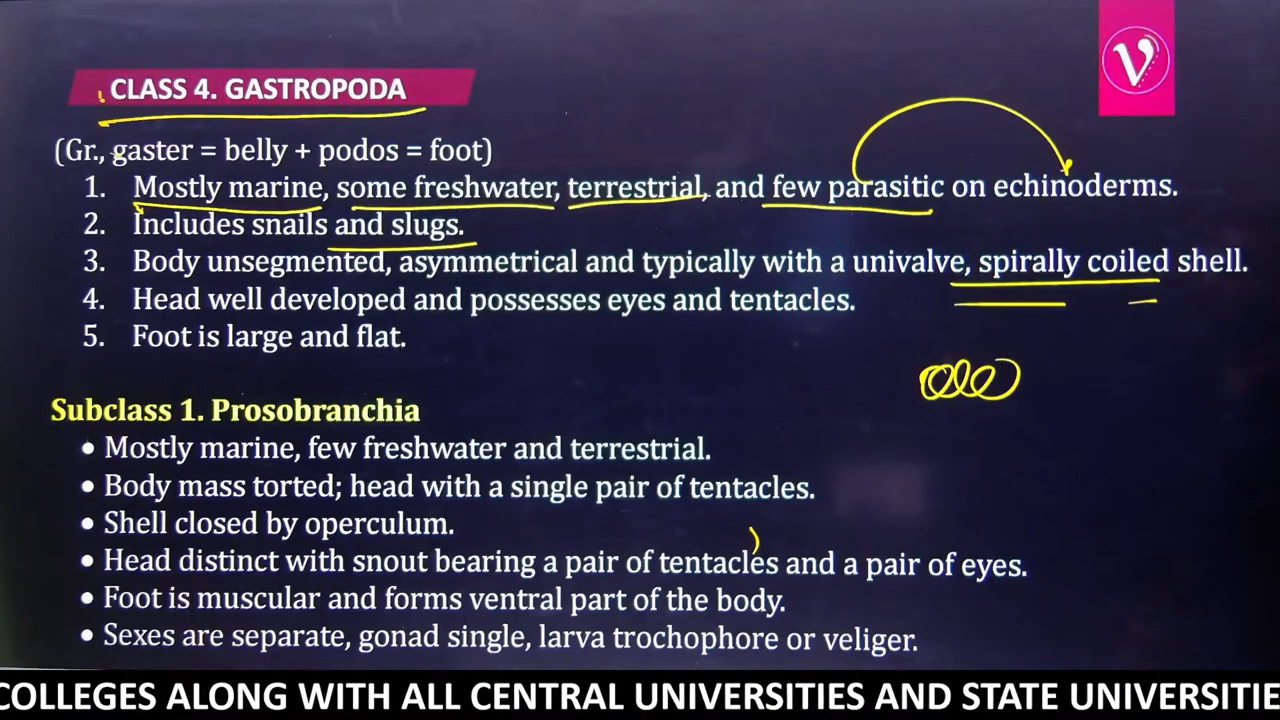 CLASS 4. GASTROPODA
V
(Gr., gaster = belly + podos = foot)
1. Mostly marine, some freshwater, terrestrial, and few parasitic on echinoderms.
2. Includes snails and slugs.
3. Body unsegmented, asymmetrical and typically with a univalve, spirally coiled shell.
4. Head well developed and possesses eyes and tentacles.
5. Foot is large and flat.
Subclass 1. Prosobranchia
• Mostly marine, few freshwater and terrestrial.
• Body mass torted; head with a single pair of tentacles.
• Shell closed by operculum.
• Head distinct with snout bearing a pair of tentacles and a pair of eyes.
• Foot is muscular and forms ventral part of the body.
• Sexes are separate, gonad single, larva trochophore or veliger.
COLLEGES ALONG WITH ALL CENTRAL UNIVERSITIES AND STATE UNIVERSITIE